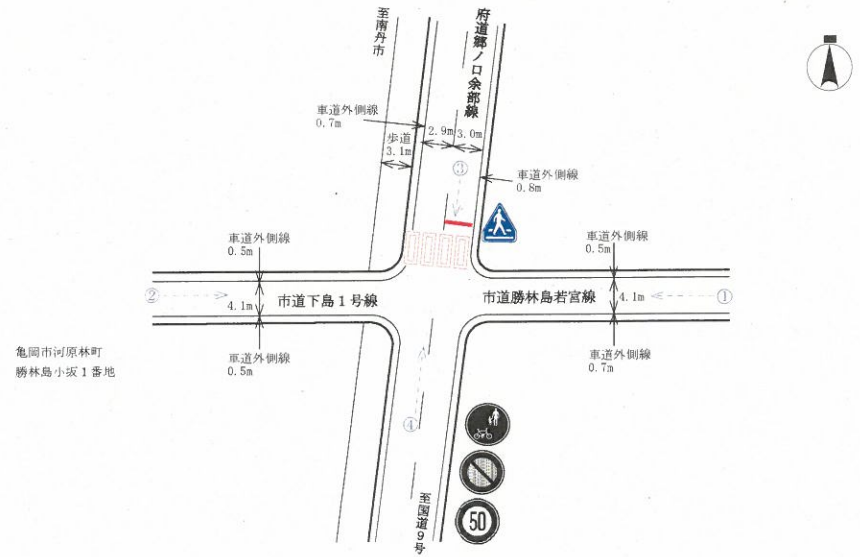 至南丹市
府道郷ノ口余部線
車道外側線
0.7m
2.9m
3.0m
歩道
3.1m
③
車道外側線
0.8m
車道外側線
0.5m
車道外側線
0.5m
②
4.1m
市道下島1号線
市道勝林島若宮線
4.1m
①
亀岡市河原林町
勝林島小坂1番地
車道外側線
0.5m
車道外側線
0.7m
④
50
至国道9号